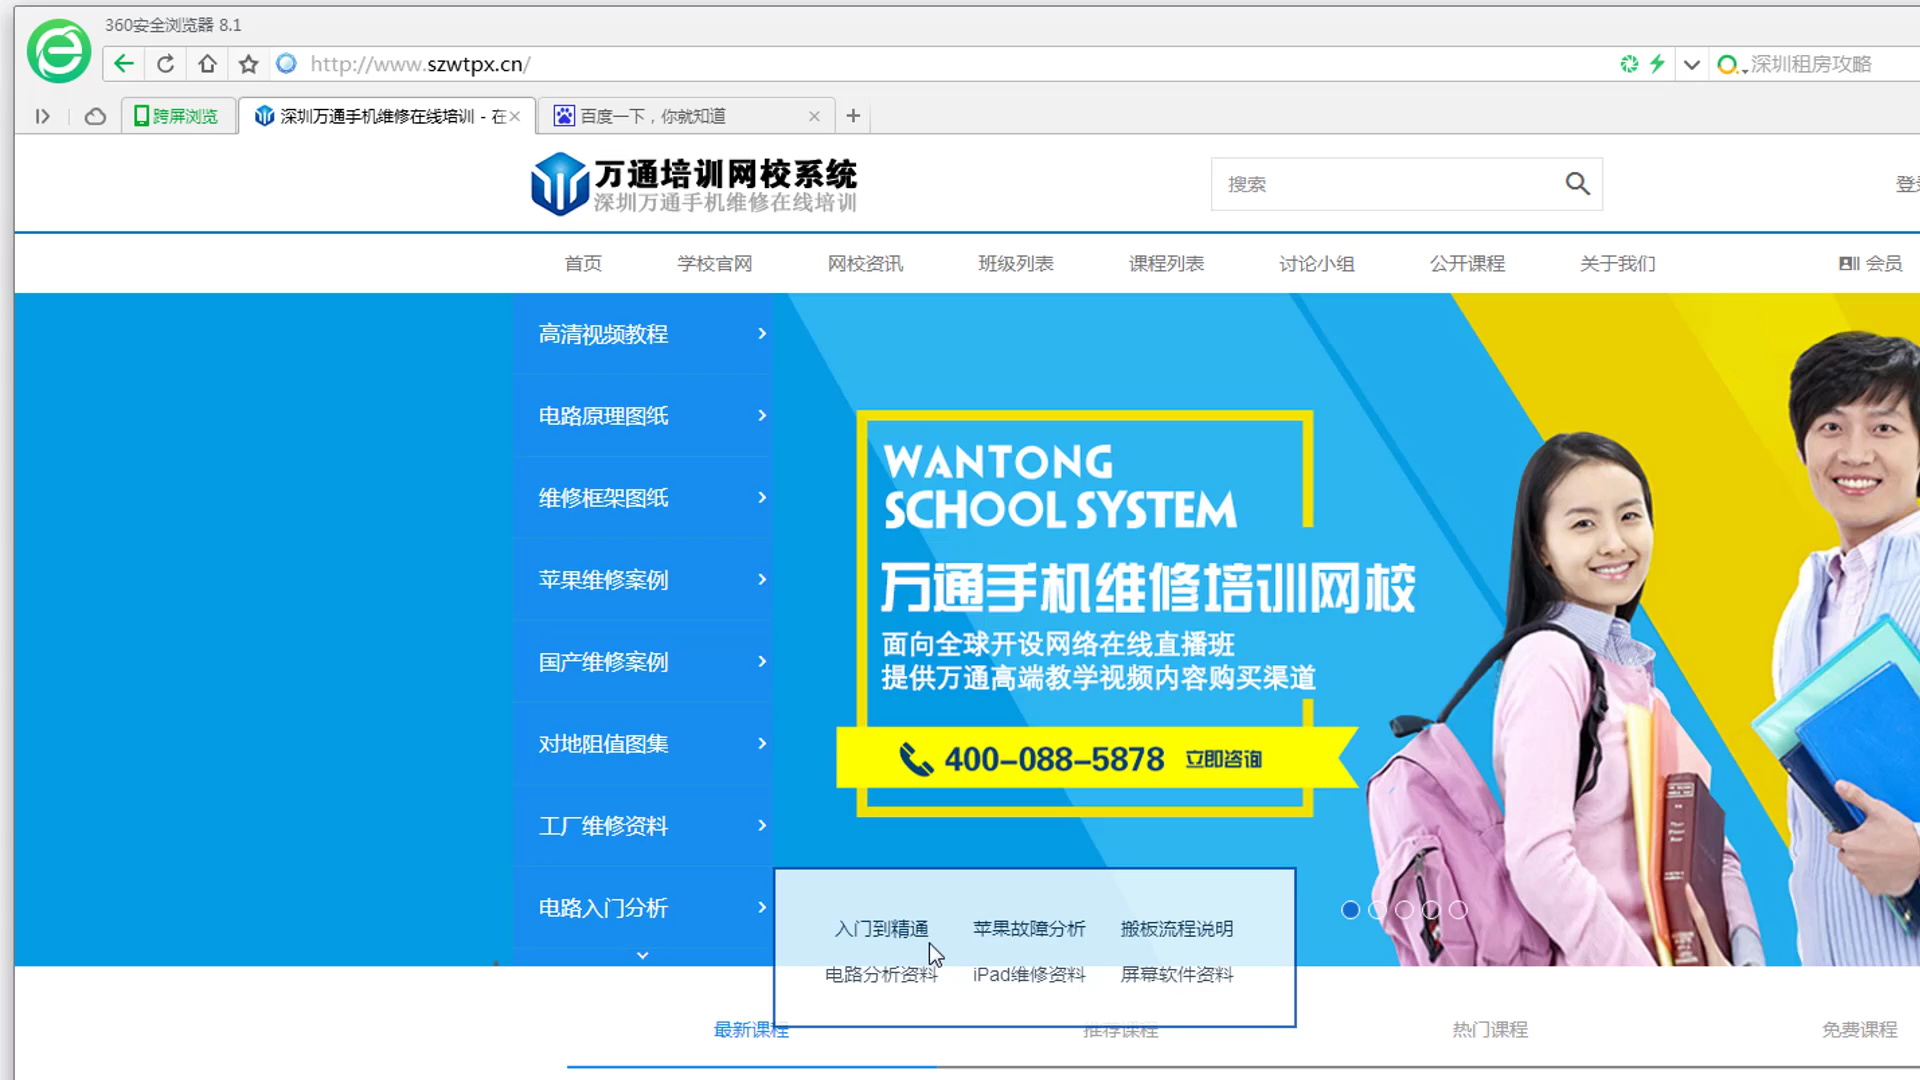 360安全浏览器 8.1
http://www.szwtpx.cn/
深圳租房攻略
跨屏浏览
深圳万通手机维修在线培训 - 在
百度一下，你就知道
万通培训网校系统
深圳万通手机维修在线培训
搜索
登录
首页
学校官网
网校资讯
班级列表
课程列表
讨论小组
公开课程
关于我们
会员
高清视频教程
电路原理图纸
维修框架图纸
苹果维修案例
国产维修案例
对地阻值图集
工厂维修资料
电路入门分析
WANTONG
SCHOOL SYSTEM
万通手机维修培训网校
面向全球开设网络在线直播班
提供万通高端教学视频内容购买渠道
400-088-5878 立即咨询
入门到精通 苹果故障分析 搬板流程说明
电路分析资料 iPad维修资料 屏幕软件资料
最新课程
推荐课程
热门课程
免费课程